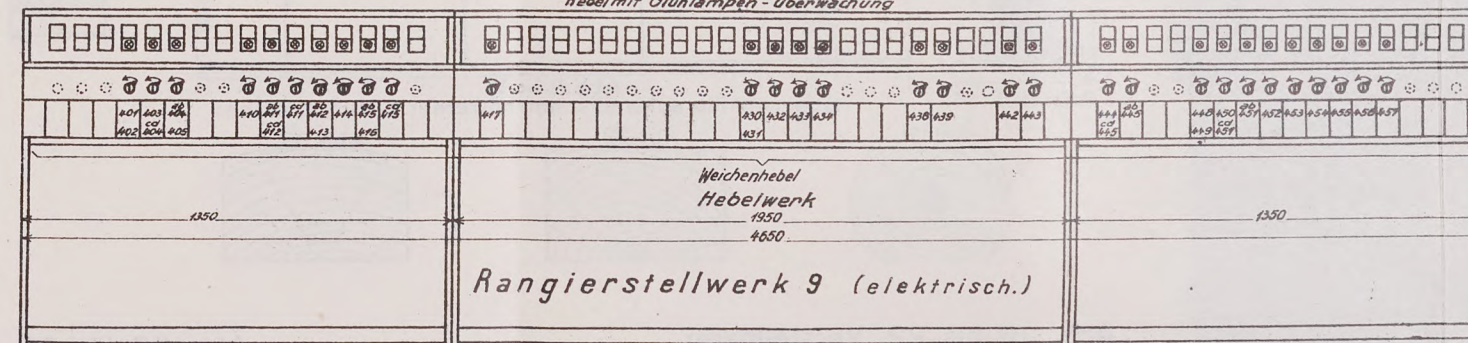 hebel mit Glühlampen - Überwachung
401 403 ab 404 410 ab 411 cd 411 ab 412 414 ab 415 cd 415 417 430 432 433 434 438 439 442 443 444 ab 445 448 450 ab 451 452 453 454 455 456 457
402 cd 404 405 cd 412 413 416 431 cd 445 449 cd 451
Weichenhebel
Hebelwerk
1350 1950 1350
4650
Rangierstellwerk 9 (elektrisch.)